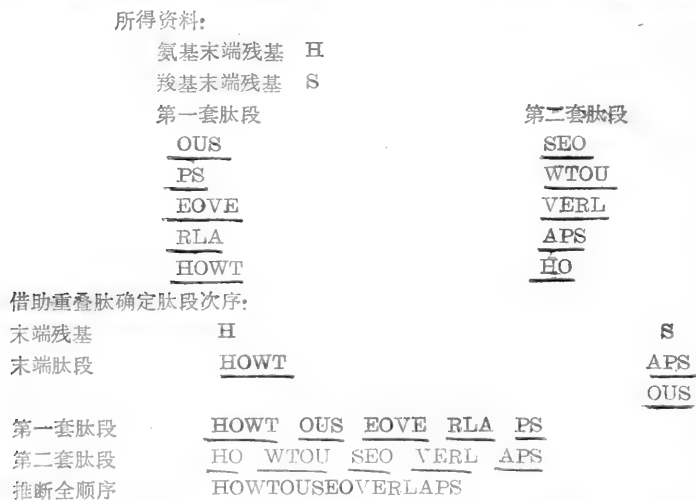 所得资料:
氨基末端残基 H
羧基末端残基 S
第一套肽段 第二套肽段
OUS SEO
PS WTOU
EOVE VERL
RLA APS
HOWT HO
借助重叠肽确定肽段次序:
末端残基 H S
末端肽段 HOWT APS
OUS
第一套肽段 HOWT OUS EOVE RLA PS
第二套肽段 HO WTOU SEO VERL APS
推断全顺序 HOWTOUSEOVERLAPS